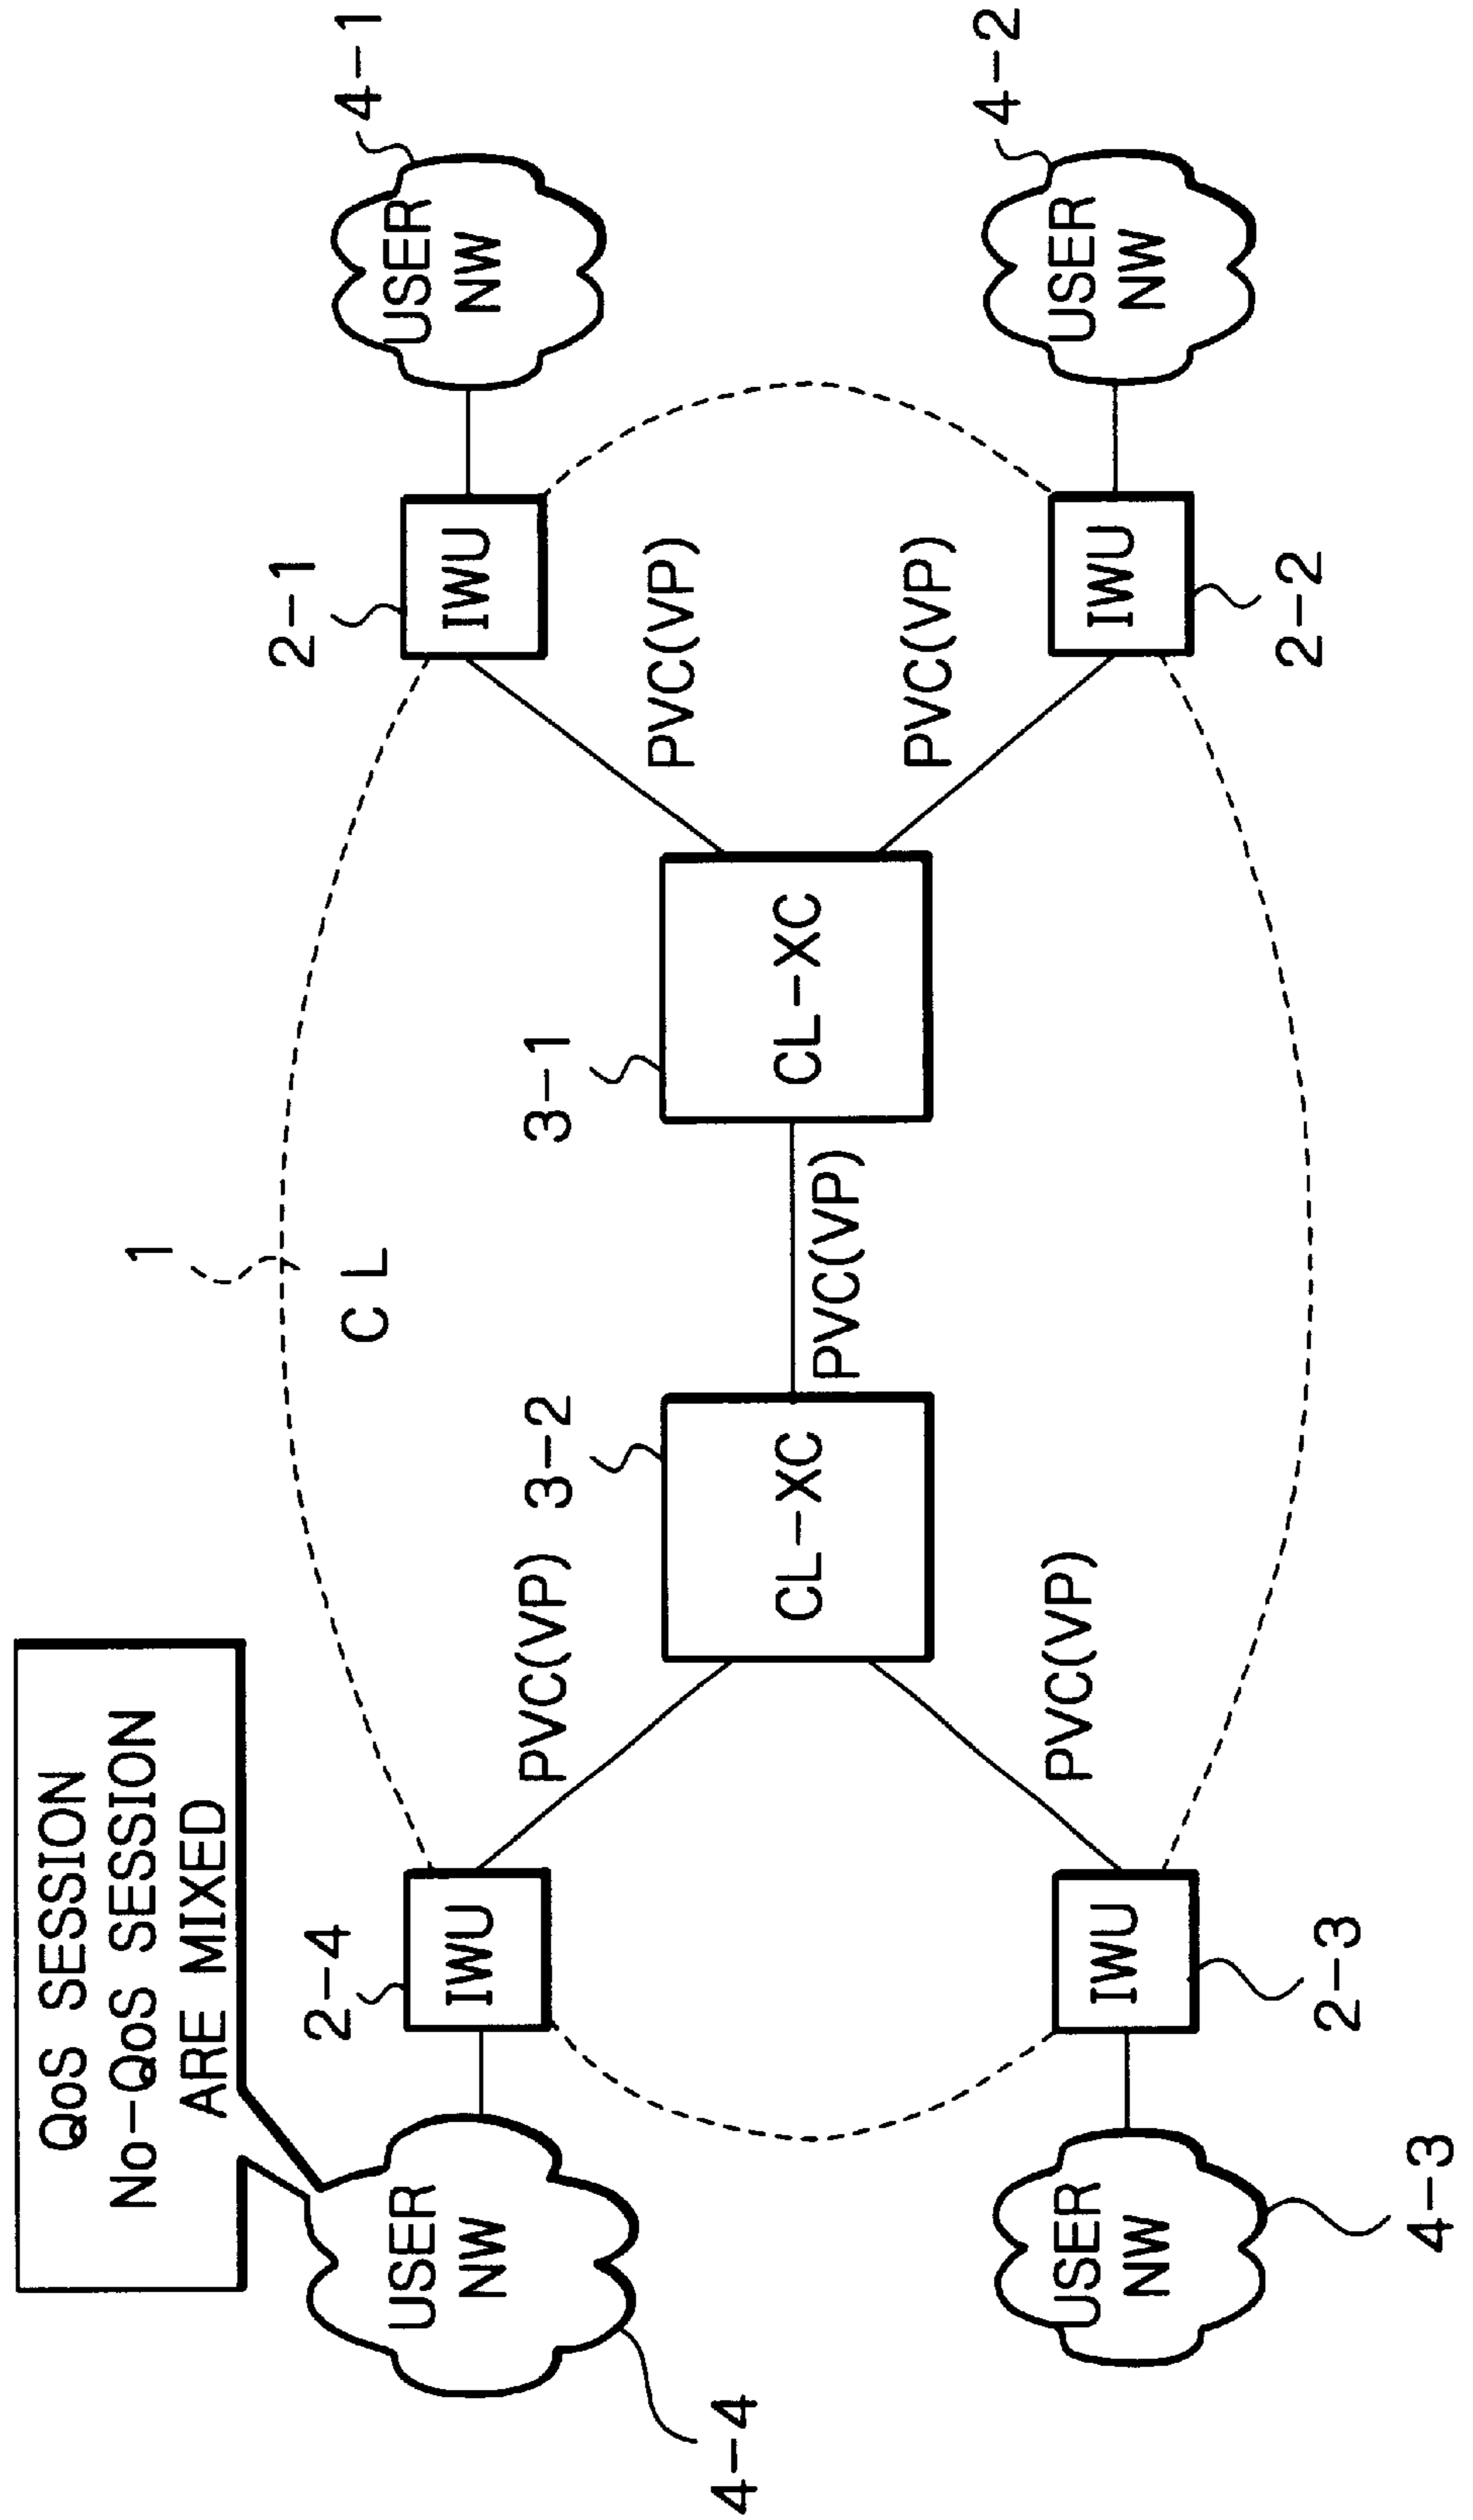 QoS SESSION
No-QoS SESSION
ARE MIXED
1
CL
4-4
USER
NW
2-4
IWU
PVC(VP)
3-2
CL-XC
PVC(VP)
3-1
CL-XC
PVC(VP)
2-1
IWU
USER
NW
4-1
4-3
USER
NW
2-3
IWU
PVC(VP)
PVC(VP)
2-2
IWU
USER
NW
4-2